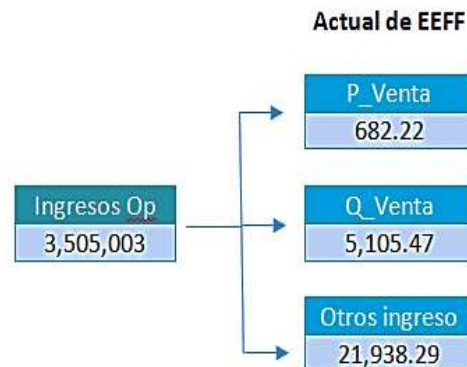 Actual de EEFF
P_Venta
682.22
Ingresos Op
3,505,003
Q_Venta
5,105.47
Otros ingreso
21,938.29